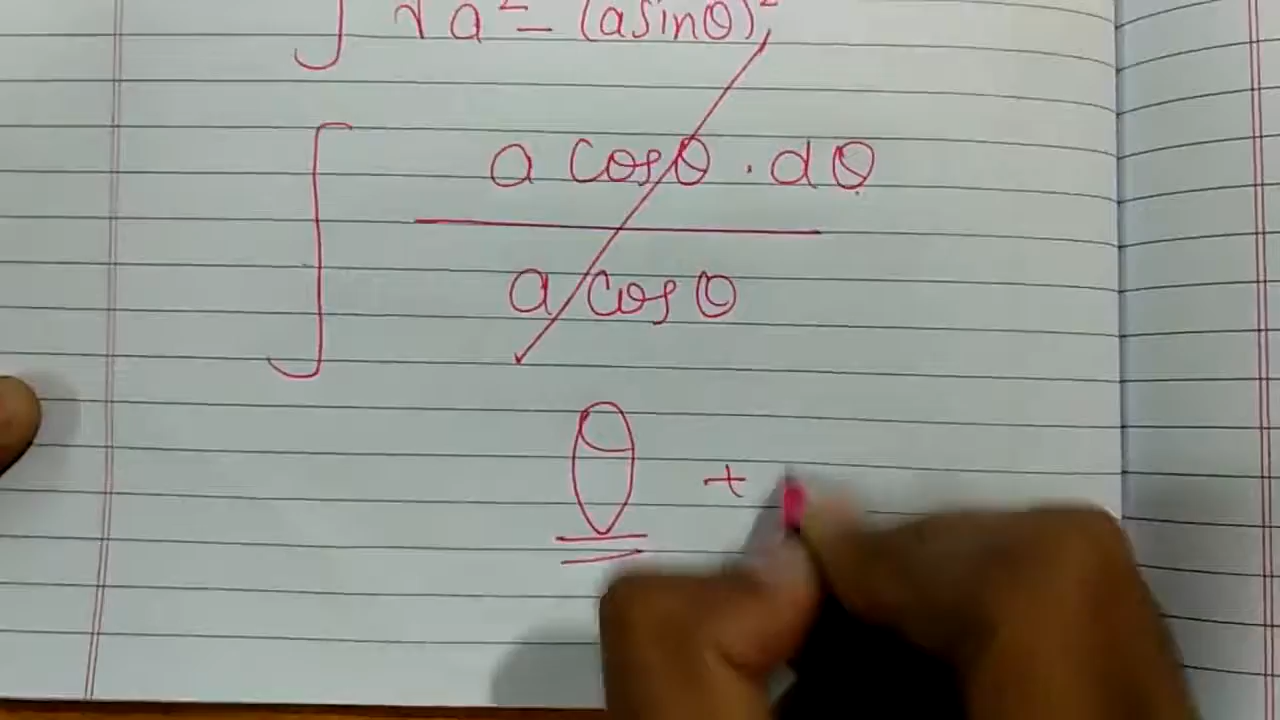 ∫ √a² - (a sinθ)²
∫ a cosθ . dθ
a cosθ
θ +